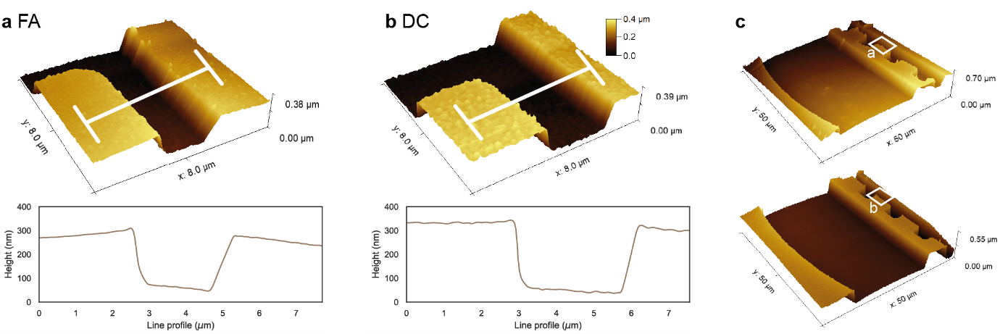 a FA
0.38 µm
0.00 µm
y: 8.0 µm
x: 8.0 µm
400
300
200
100
0
Height (nm)
0 1 2 3 4 5 6 7
Line profile (µm)
b DC
0.4 µm
0.2
0.0
0.39 µm
0.00 µm
y: 8.0 µm
x: 8.0 µm
400
300
200
100
0
Height (nm)
0 1 2 3 4 5 6 7
Line profile (µm)
c
a
0.70 µm
0.00 µm
y: 50 µm
x: 50 µm
b
0.55 µm
0.00 µm
y: 50 µm
x: 50 µm